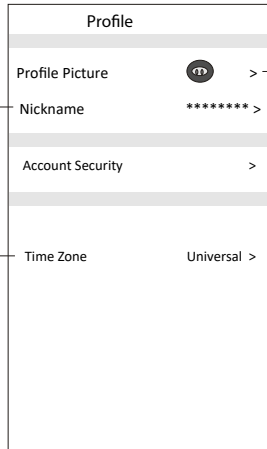 Profile
Profile Picture >
Nickname ******** >
Account Security >
Time Zone Universal >